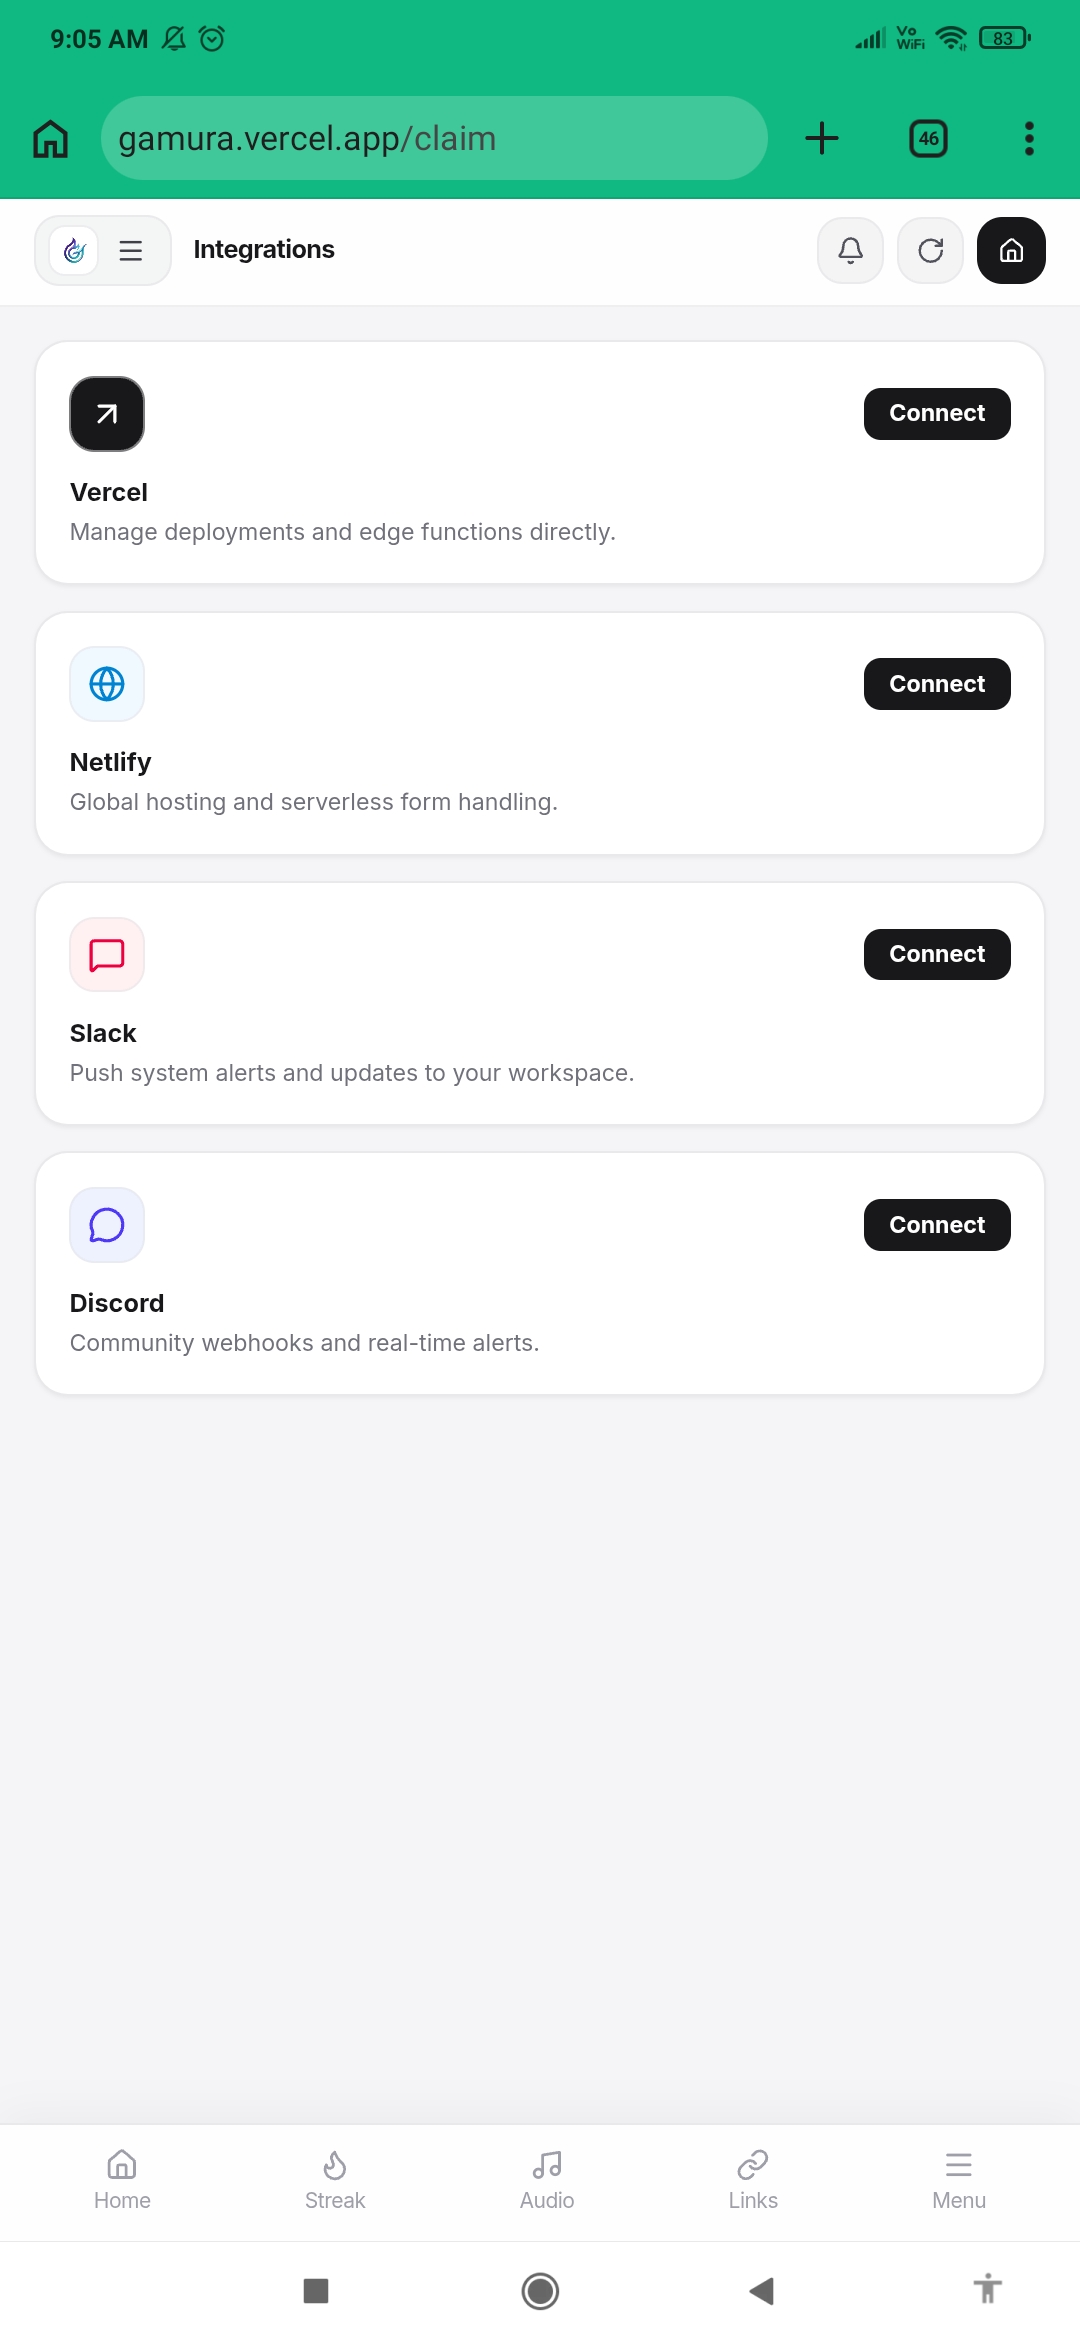 9:05 AM
Vo
WiFi
83
gamura.vercel.app/claim
46
Integrations
Connect
Vercel
Manage deployments and edge functions directly.
Connect
Netlify
Global hosting and serverless form handling.
Connect
Slack
Push system alerts and updates to your workspace.
Connect
Discord
Community webhooks and real-time alerts.
Home
Streak
Audio
Links
Menu